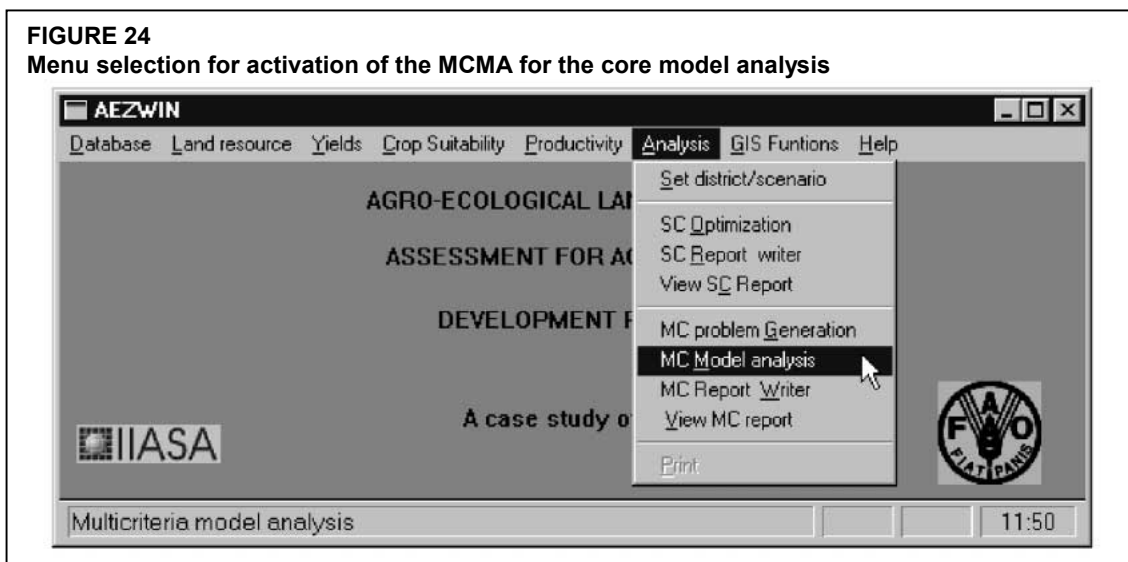 FIGURE 24
Menu selection for activation of the MCMA for the core model analysis
AEZWIN
Database Land resource Yields Crop Suitability Productivity Analysis GIS Funtions Help
Set district/scenario
SC Optimization
SC Report writer
View SC Report
MC problem Generation
MC Model analysis
MC Report Writer
View MC report
Print
AGRO-ECOLOGICAL
ASSESSMENT FOR
A case study
IIASA
FAO
FIAT PANIS
Multicriteria model analysis
11:50